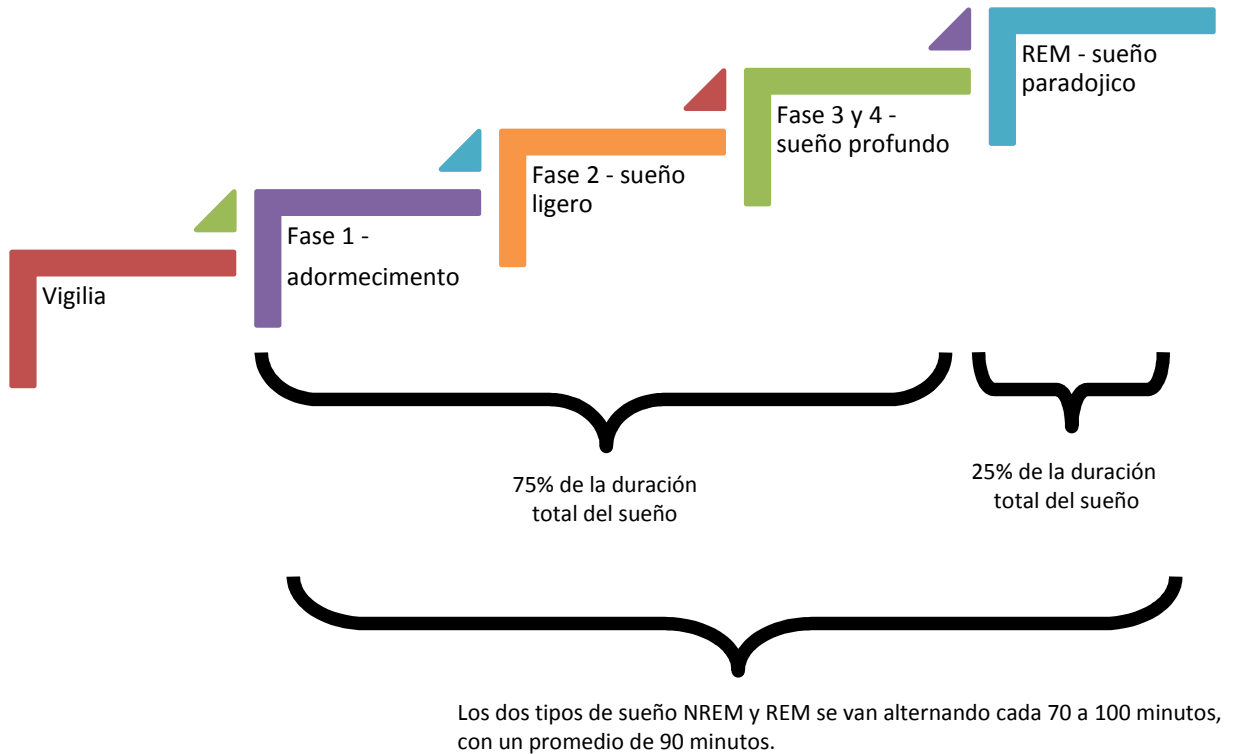 REM - sueño
paradojico
Fase 3 y 4 -
sueño profundo
Fase 2 - sueño
ligero
Fase 1 -
adormecimento
Vigilia
75% de la duración
total del sueño
25% de la duración
total del sueño
Los dos tipos de sueño NREM y REM se van alternando cada 70 a 100 minutos,
con un promedio de 90 minutos.